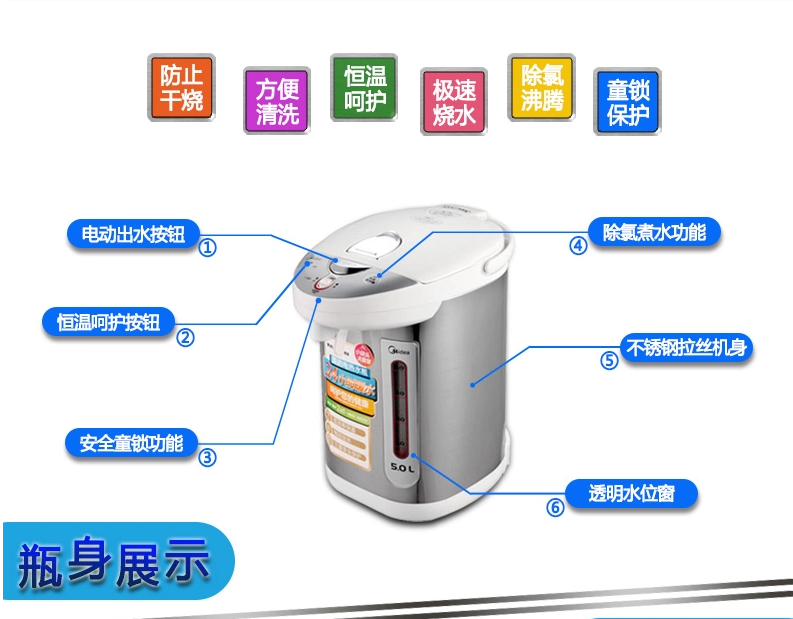 防止
干烧
方便
清洗
恒温
呵护
极速
烧水
除氯
沸腾
童锁
保护
电动出水按钮
①
除氯煮水功能
④
恒温呵护按钮
②
不锈钢拉丝机身
⑤
安全童锁功能
③
透明水位窗
⑥
Midea
5.0 L
瓶身展示